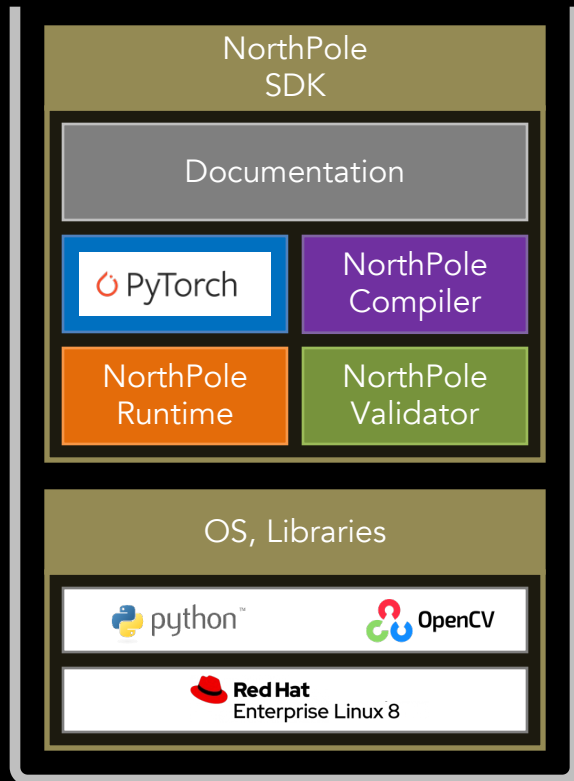 NorthPole
SDK
Documentation
PyTorch
NorthPole
Compiler
NorthPole
Runtime
NorthPole
Validator
OS, Libraries
python™
OpenCV
Red Hat
Enterprise Linux 8